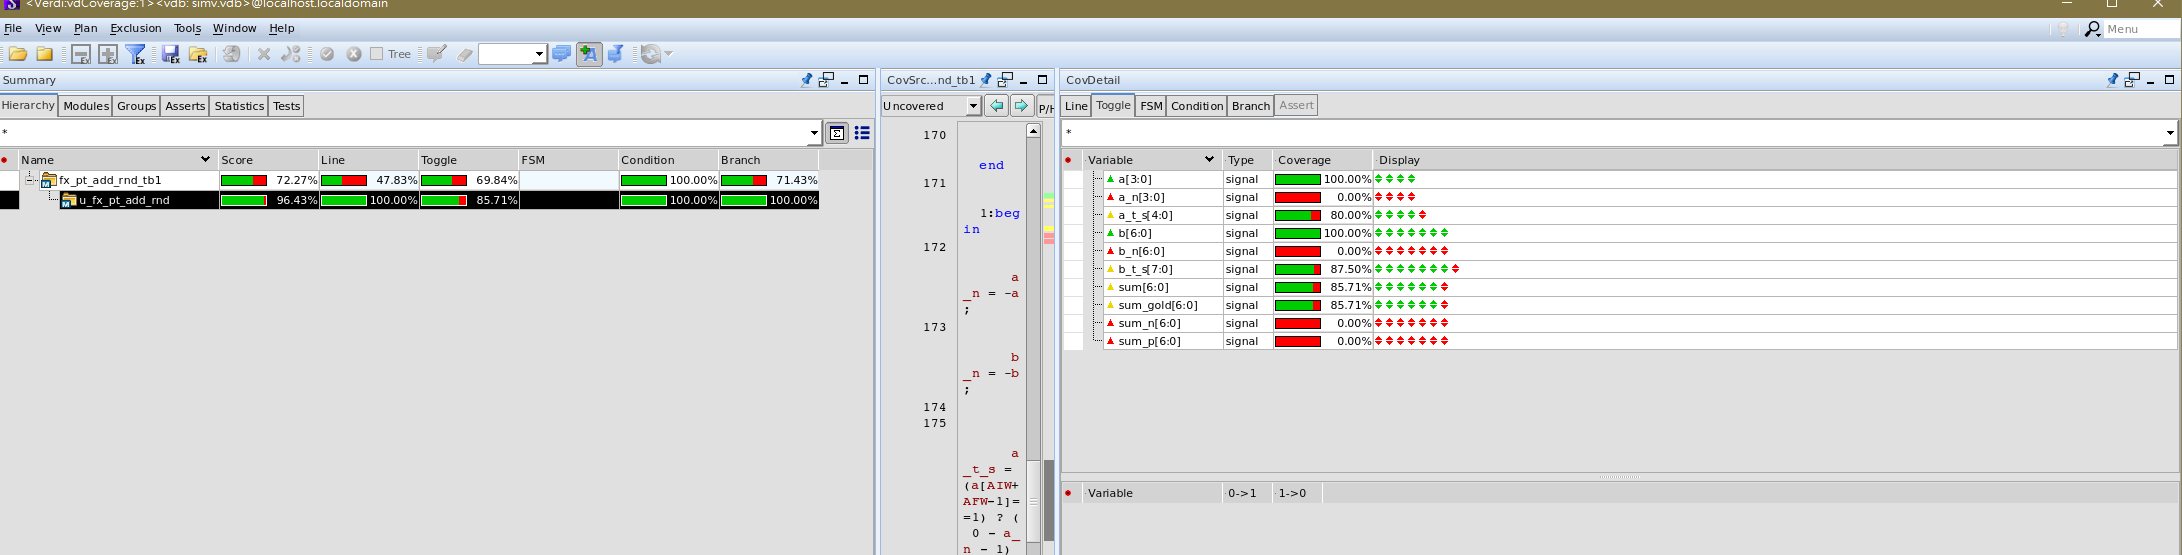 <Verdi:vdCoverage:1><vdb: simv.vdb>@localhost.localdomain
File View Plan Exclusion Tools Window Help
Menu
Tree
Summary
Hierarchy Modules Groups Asserts Statistics Tests
*
Name Score Line Toggle FSM Condition Branch
fx_pt_add_rnd_tb1 72.27% 47.83% 69.84% 100.00% 71.43%
u_fx_pt_add_rnd 96.43% 100.00% 85.71% 100.00% 100.00%
CovSrc...nd_tb1
Uncovered
170
end
171
1:beg
in
172
a
_n = -a
;
173
b
_n = -b
;
174
175
a
_t_s =
(a[AIW+
AFW-1]=
=1) ? (
0 - a_
n - 1)
CovDetail
Line Toggle FSM Condition Branch Assert
*
Variable Type Coverage Display
a[3:0] signal 100.00%
a_n[3:0] signal 0.00%
a_t_s[4:0] signal 80.00%
b[6:0] signal 100.00%
b_n[6:0] signal 0.00%
b_t_s[7:0] signal 87.50%
sum[6:0] signal 85.71%
sum_gold[6:0] signal 85.71%
sum_n[6:0] signal 0.00%
sum_p[6:0] signal 0.00%
Variable 0->1 1->0